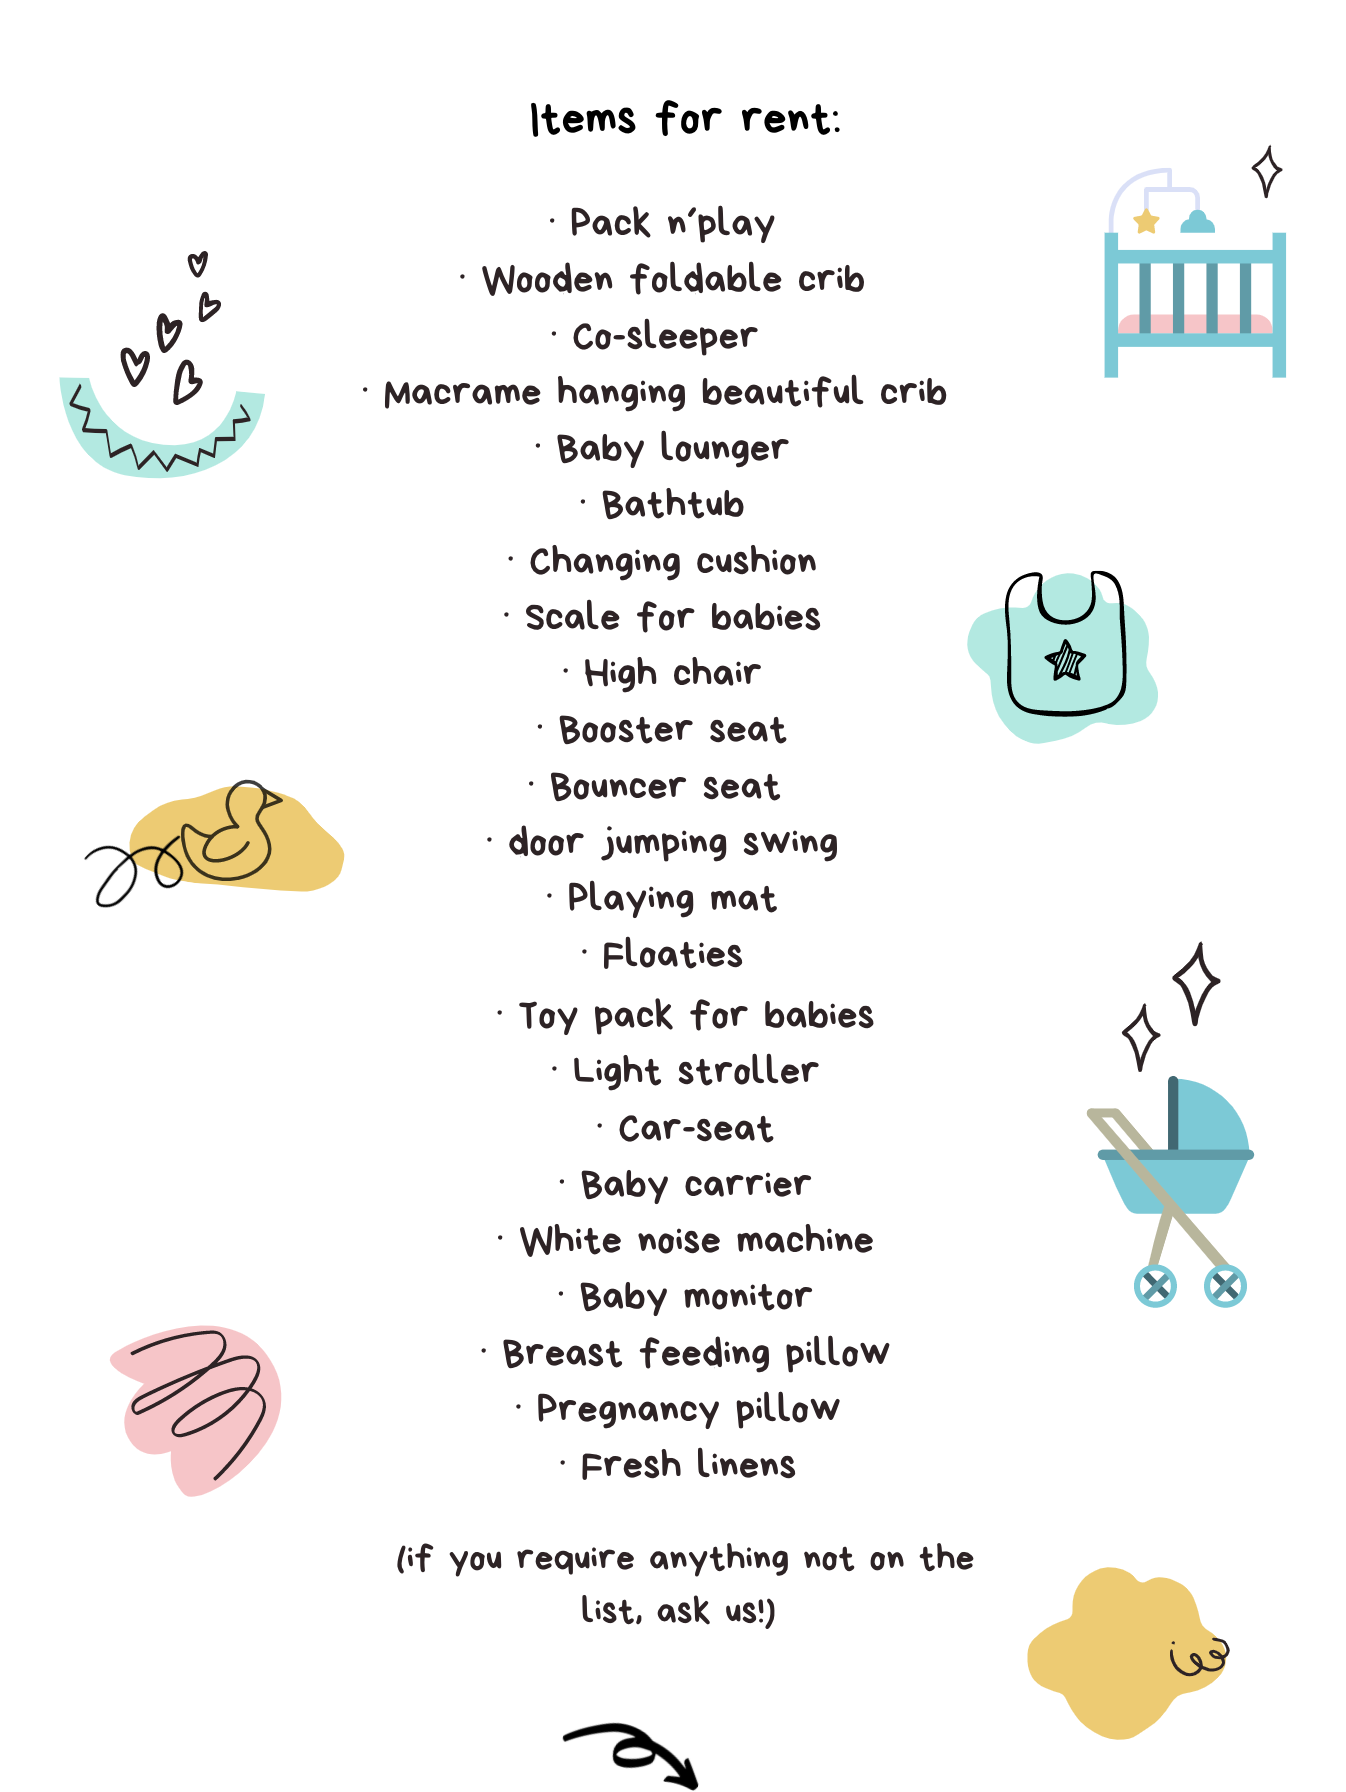 Items for rent:
· Pack n'play
· Wooden foldable crib
· Co-sleeper
· Macrame hanging beautiful crib
· Baby lounger
· Bathtub
· Changing cushion
· Scale for babies
· High chair
· Booster seat
· Bouncer seat
· door jumping swing
· Playing mat
· Floaties
· Toy pack for babies
· Light stroller
· Car-seat
· Baby carrier
· White noise machine
· Baby monitor
· Breast feeding pillow
· Pregnancy pillow
· Fresh linens
(if you require anything not on the
list, ask us!)